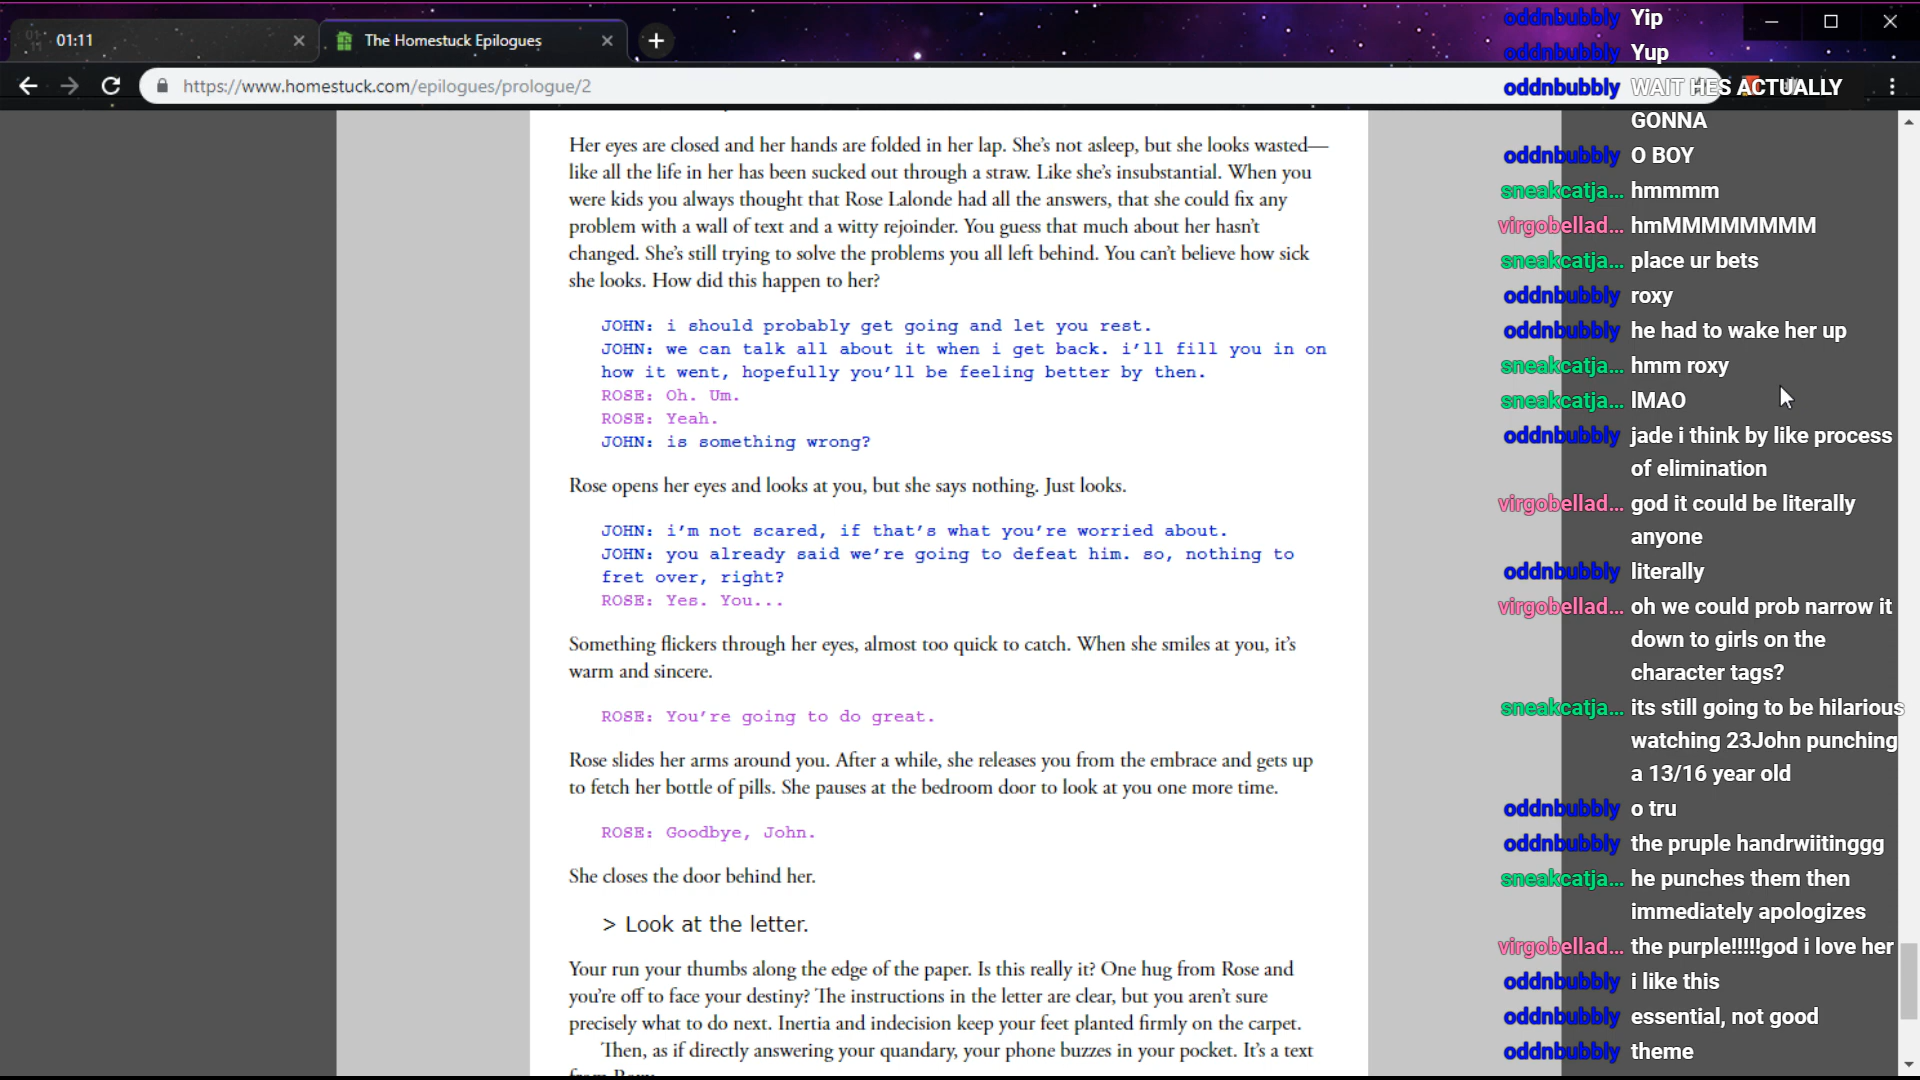 01:11
The Homestuck Epilogues
https://www.homestuck.com/epilogues/prologue/2
Her eyes are closed and her hands are folded in her lap. She's not asleep, but she looks wasted—
like all the life in her has been sucked out through a straw. Like she's insubstantial. When you
were kids you always thought that Rose Lalonde had all the answers, that she could fix any
problem with a wall of text and a witty rejoinder. You guess that much about her hasn't
changed. She's still trying to solve the problems you all left behind. You can't believe how sick
she looks. How did this happen to her?
JOHN: i should probably get going and let you rest.
JOHN: we can talk all about it when i get back. i'll fill you in on
how it went, hopefully you'll be feeling better by then.
ROSE: Oh. Um.
ROSE: Yeah.
JOHN: is something wrong?
Rose opens her eyes and looks at you, but she says nothing. Just looks.
JOHN: i'm not scared, if that's what you're worried about.
JOHN: you already said we're going to defeat him. so, nothing to
fret over, right?
ROSE: Yes. You...
Something flickers through her eyes, almost too quick to catch. When she smiles at you, it's
warm and sincere.
ROSE: You're going to do great.
Rose slides her arms around you. After a while, she releases you from the embrace and gets up
to fetch her bottle of pills. She pauses at the bedroom door to look at you one more time.
ROSE: Goodbye, John.
She closes the door behind her.
> Look at the letter.
Your run your thumbs along the edge of the paper. Is this really it? One hug from Rose and
you're off to face your destiny? The instructions in the letter are clear, but you aren't sure
precisely what to do next. Inertia and indecision keep your feet planted firmly on the carpet.
Then, as if directly answering your quandary, your phone buzzes in your pocket. It's a text
from Roxy.
oddnbubbly Yip
oddnbubbly Yup
oddnbubbly WAIT HES ACTUALLY
GONNA
oddnbubbly O BOY
sneakcatja... hmmmm
virgobellad... hmMMMMMMMM
sneakcatja... place ur bets
oddnbubbly roxy
oddnbubbly he had to wake her up
sneakcatja... hmm roxy
sneakcatja... lMAO
oddnbubbly jade i think by like process
of elimination
virgobellad... god it could be literally
anyone
oddnbubbly literally
virgobellad... oh we could prob narrow it
down to girls on the
character tags?
sneakcatja... its still going to be hilarious
watching 23John punching
a 13/16 year old
oddnbubbly o tru
oddnbubbly the pruple handrwiitinggg
sneakcatja... he punches them then
immediately apologizes
virgobellad... the purple!!!!!god i love her
oddnbubbly i like this
oddnbubbly essential, not good
oddnbubbly theme